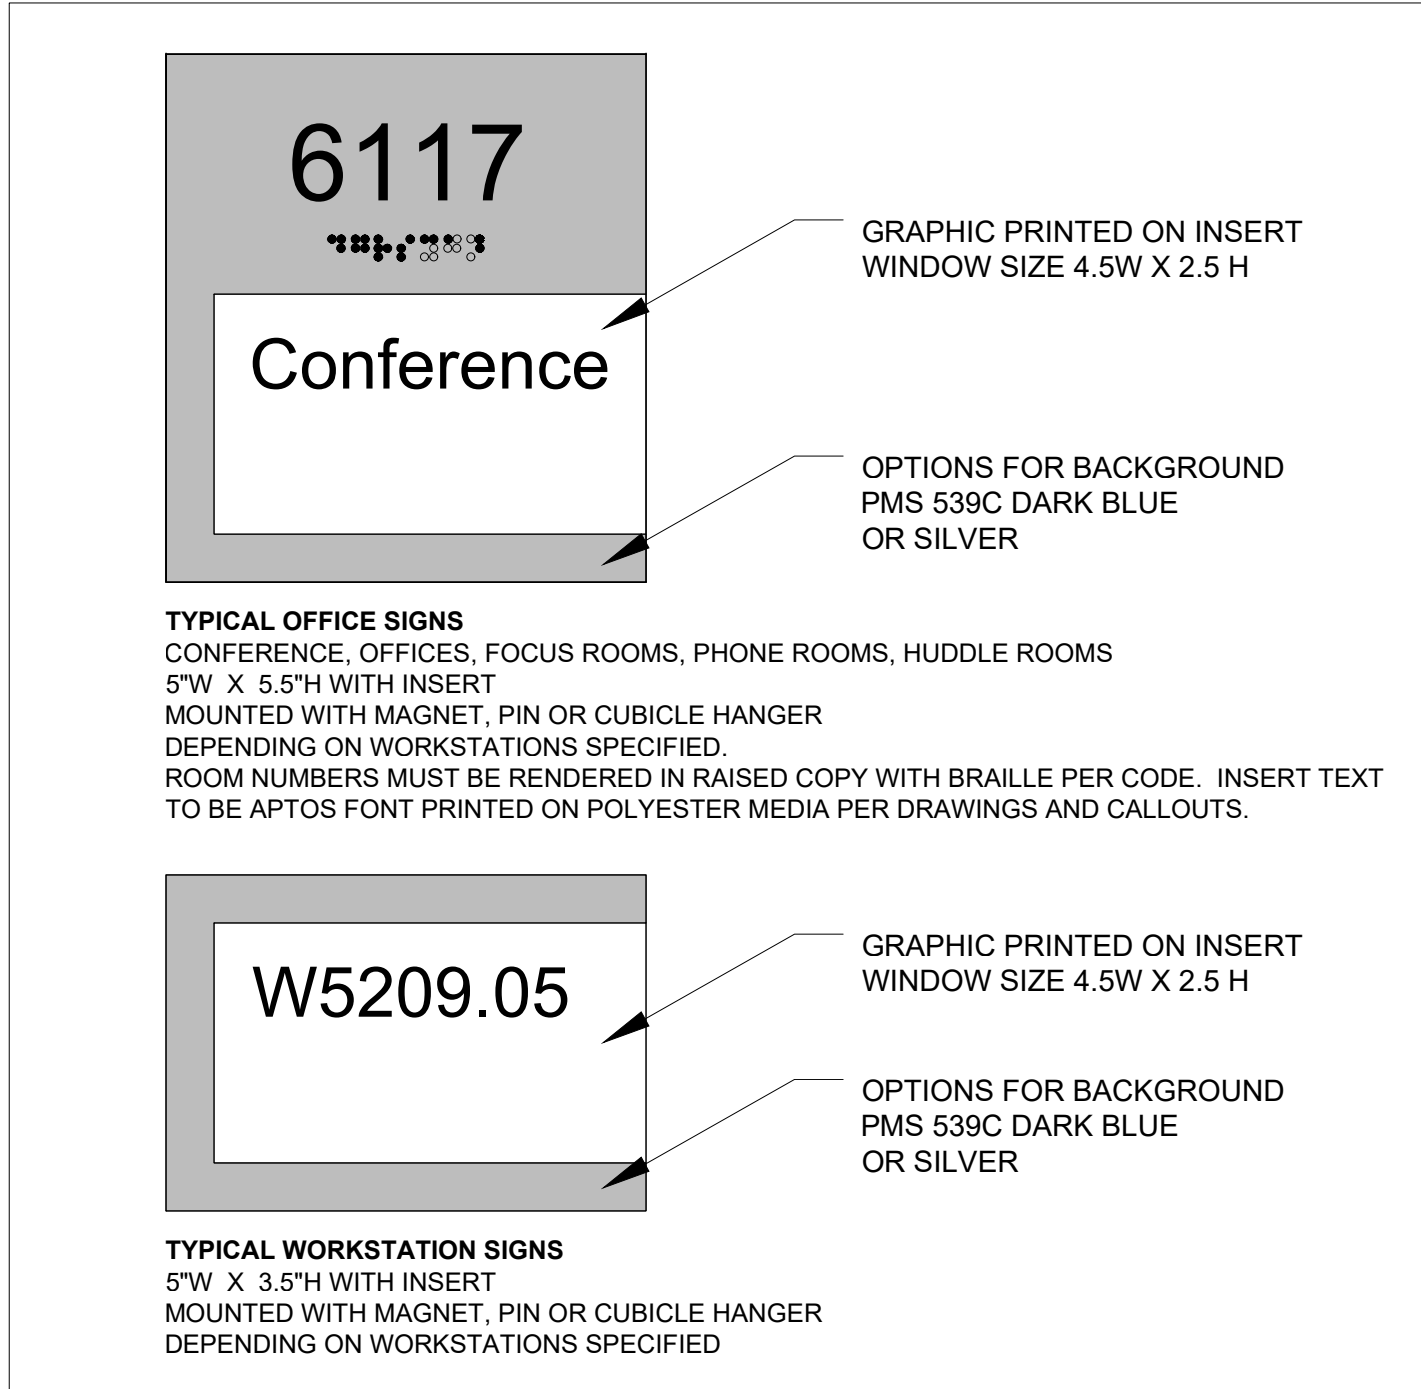 6117
Conference
GRAPHIC PRINTED ON INSERT
WINDOW SIZE 4.5W X 2.5 H
OPTIONS FOR BACKGROUND
PMS 539C DARK BLUE
OR SILVER
TYPICAL OFFICE SIGNS
CONFERENCE, OFFICES, FOCUS ROOMS, PHONE ROOMS, HUDDLE ROOMS
5"W X 5.5"H WITH INSERT
MOUNTED WITH MAGNET, PIN OR CUBICLE HANGER
DEPENDING ON WORKSTATIONS SPECIFIED.
ROOM NUMBERS MUST BE RENDERED IN RAISED COPY WITH BRAILLE PER CODE. INSERT TEXT
TO BE APTOS FONT PRINTED ON POLYESTER MEDIA PER DRAWINGS AND CALLOUTS.
W5209.05
GRAPHIC PRINTED ON INSERT
WINDOW SIZE 4.5W X 2.5 H
OPTIONS FOR BACKGROUND
PMS 539C DARK BLUE
OR SILVER
TYPICAL WORKSTATION SIGNS
5"W X 3.5"H WITH INSERT
MOUNTED WITH MAGNET, PIN OR CUBICLE HANGER
DEPENDING ON WORKSTATIONS SPECIFIED